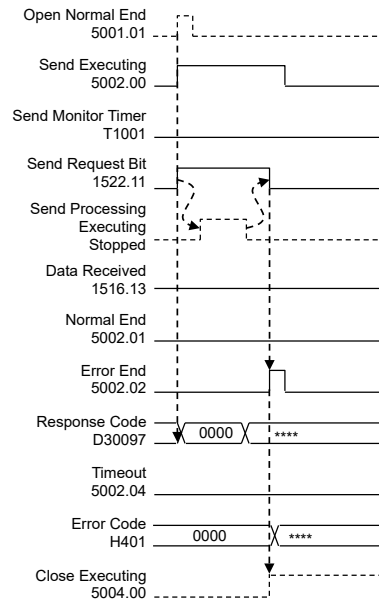 Open Normal End
5001.01
Send Executing
5002.00
Send Monitor Timer
T1001
Send Request Bit
1522.11
Send Processing
Executing
Stopped
Data Received
1516.13
Normal End
5002.01
Error End
5002.02
Response Code
D30097
0000
****
Timeout
5002.04
Error Code
H401
0000
****
Close Executing
5004.00